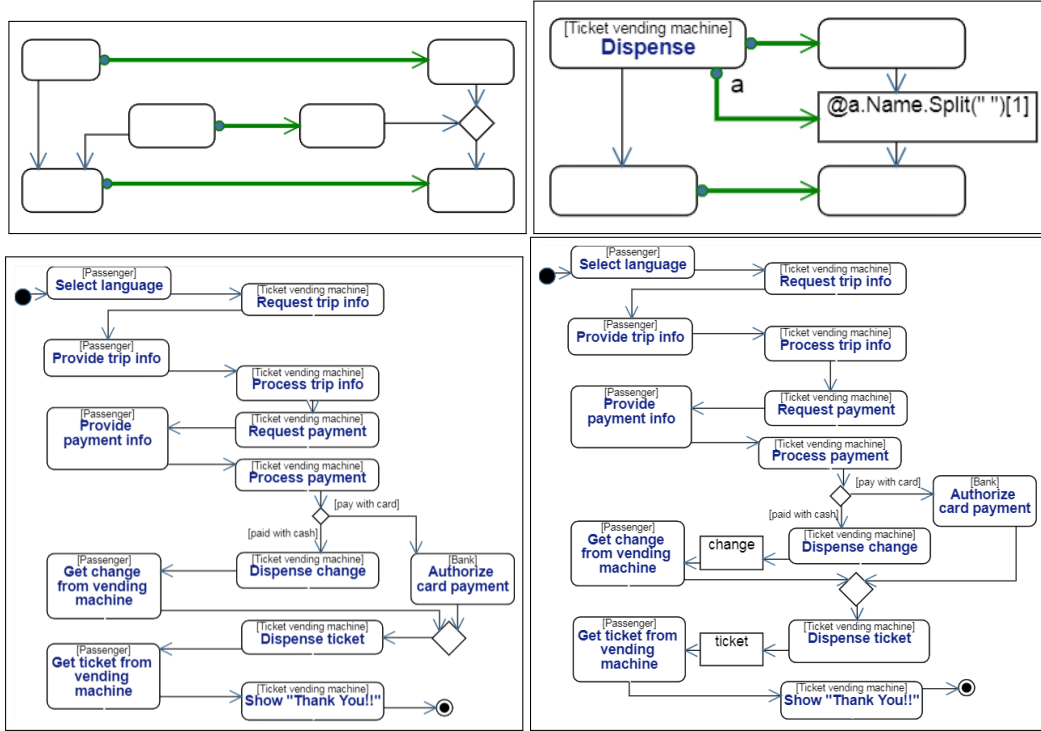 [Ticket vending machine]
Dispense
a
@a.Name.Split(" ")[1]
[Passenger]
Select language
[Ticket vending machine]
Request trip info
[Passenger]
Provide trip info
[Ticket vending machine]
Process trip info
[Passenger]
Provide
payment info
[Ticket vending machine]
Request payment
[Ticket vending machine]
Process payment
[pay with card]
[paid with cash]
[Passenger]
Get change
from vending
machine
[Ticket vending machine]
Dispense change
[Bank]
Authorize
card payment
[Ticket vending machine]
Dispense ticket
[Passenger]
Get ticket from
vending
machine
[Ticket vending machine]
Show "Thank You!!"
[Passenger]
Select language
[Ticket vending machine]
Request trip info
[Passenger]
Provide trip info
[Ticket vending machine]
Process trip info
[Passenger]
Provide
payment info
[Ticket vending machine]
Request payment
[Ticket vending machine]
Process payment
[pay with card]
[Bank]
Authorize
card payment
[paid with cash]
[Passenger]
Get change
from vending
machine
change
[Ticket vending machine]
Dispense change
[Passenger]
Get ticket from
vending
machine
ticket
[Ticket vending machine]
Dispense ticket
[Ticket vending machine]
Show "Thank You!!"